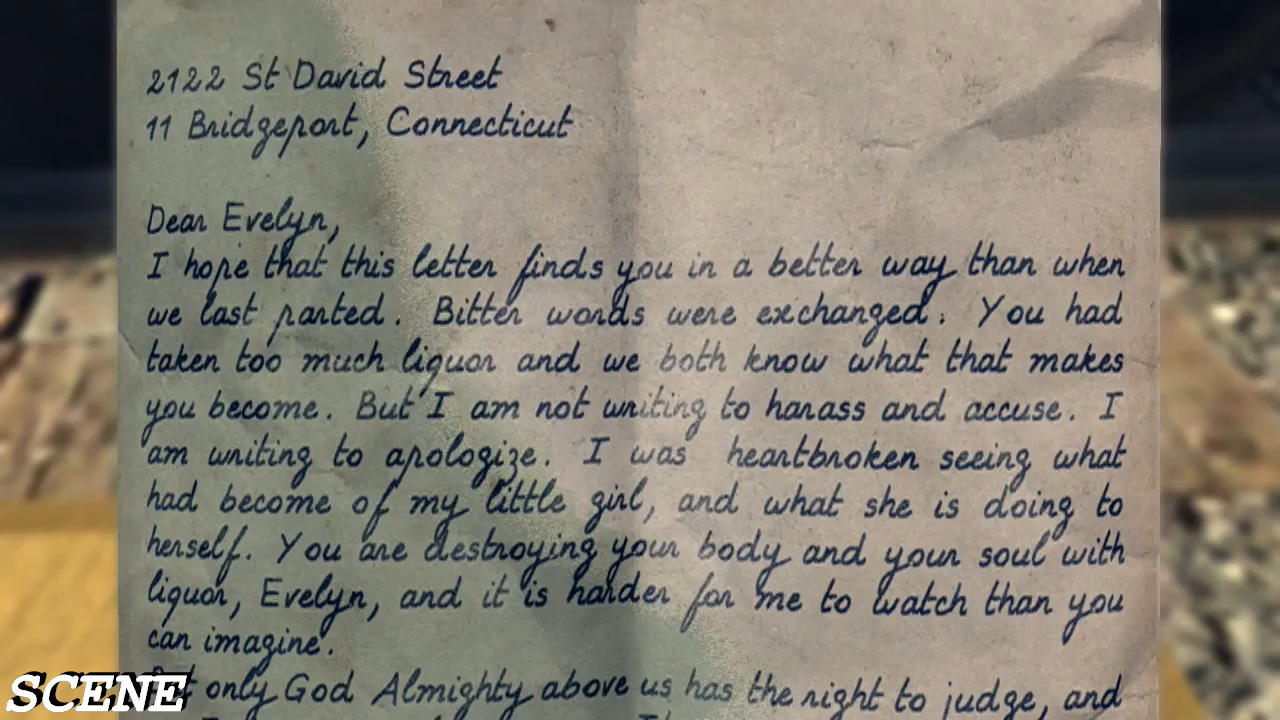 2122 St David Street
11 Bridgeport, Connecticut
Dear Evelyn,
I hope that this letter finds you in a better way than when
we last parted. Bitter words were exchanged. You had
taken too much liquor and we both know what that makes
you become. But I am not writing to harass and accuse. I
am writing to apologize. I was heartbroken seeing what
had become of my little girl, and what she is doing to
herself. You are destroying your body and your soul with
liquor, Evelyn, and it is harder for me to watch than you
can imagine.
only God Almighty above us has the right to judge, and
SCENE